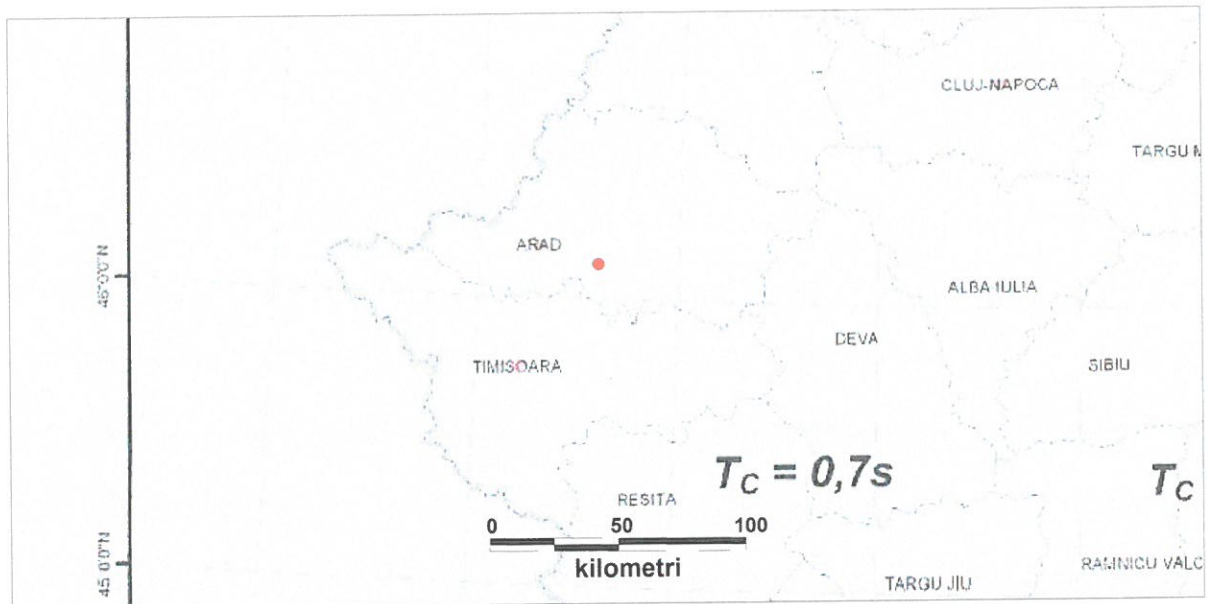 CLUJ-NAPOCA
TARGU M
ARAD
46°0'0"N
ALBA IULIA
DEVA
TIMISOARA
SIBIU
T_C = 0,7s
T_C
RESITA
0 50 100
kilometri
45°0'0"N
RAMNICU VALC
TARGU JIU